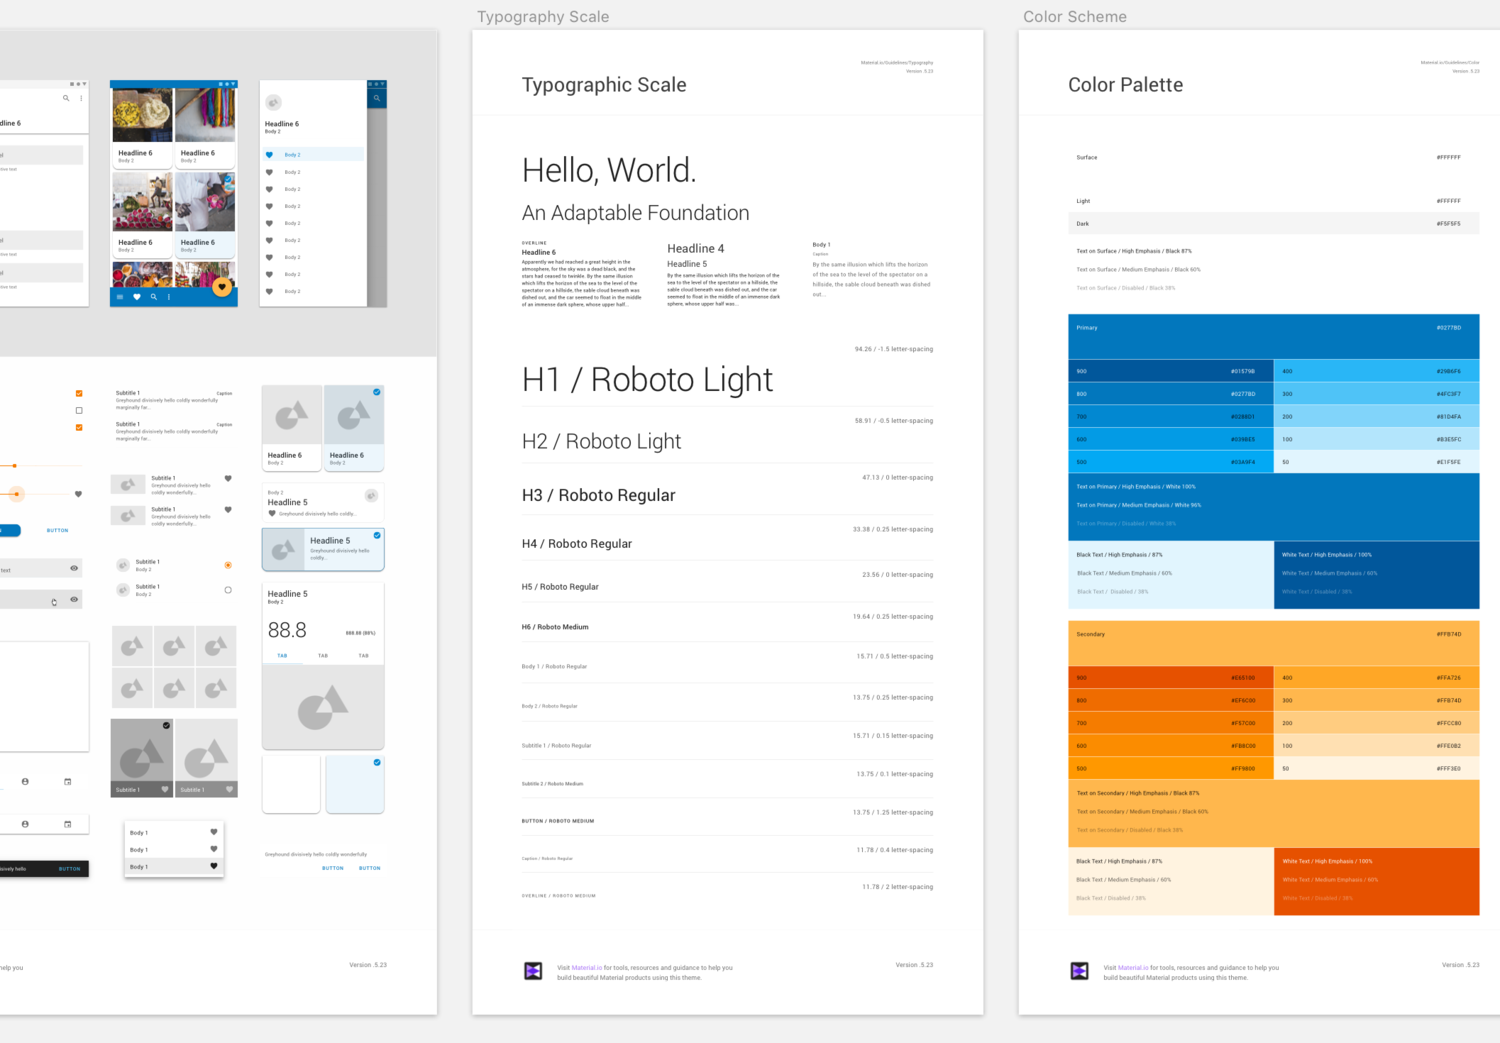 Typography Scale
Color Scheme
dline 6
Headline 6
Body 2
Headline 6
Body 2
Headline 6
Body 2
Headline 6
Body 2
Headline 6
Body 2
Body 2
Body 2
Body 2
Body 2
Body 2
Body 2
Body 2
Body 2
Body 2
Subtitle 1
Caption
Greyhound divisively hello coldly wonderfully
marginally far...
Subtitle 1
Caption
Greyhound divisively hello coldly wonderfully
marginally far...
Subtitle 1
Greyhound divisively hello
coldly wonderfully...
Subtitle 1
Greyhound divisively hello
coldly wonderfully...
BUTTON
text
Subtitle 1
Body 2
Subtitle 1
Body 2
Subtitle 1
Subtitle 1
Body 1
Body 1
Body 1
sively hello
BUTTON
Headline 6
Body 2
Headline 6
Body 2
Body 2
Headline 5
Greyhound divisively hello coldly...
Headline 5
Greyhound divisively hello
coldly...
Headline 5
Body 2
88.8
888.88 (88%)
TAB TAB TAB
Greyhound divisively hello coldly wonderfully
BUTTON BUTTON
help you
Version .5.23
Material.io/Guidelines/Typography
Version: 5.23
Typographic Scale
Hello, World.
An Adaptable Foundation
OVERLINE
Headline 6
Apparently we had reached a great height in the
atmosphere, for the sky was a dead black, and the
stars had ceased to twinkle. By the same illusion
which lifts the horizon of the sea to the level of the
spectator on a hillside, the sable cloud beneath was
dished out, and the car seemed to float in the middle
of an immense dark sphere, whose upper half...
Headline 4
Headline 5
By the same illusion which lifts the horizon of the
sea to the level of the spectator on a hillside, the
sable cloud beneath was dished out, and the car
seemed to float in the middle of an immense dark
sphere, whose upper half was...
Body 1
Caption
By the same illusion which lifts the horizon
of the sea to the level of the spectator on a
hillside, the sable cloud beneath was dished
out...
94.26 / -1.5 letter-spacing
H1 / Roboto Light
58.91 / -0.5 letter-spacing
H2 / Roboto Light
47.13 / 0 letter-spacing
H3 / Roboto Regular
33.38 / 0.25 letter-spacing
H4 / Roboto Regular
23.56 / 0 letter-spacing
H5 / Roboto Regular
19.64 / 0.25 letter-spacing
H6 / Roboto Medium
15.71 / 0.5 letter-spacing
Body 1 / Roboto Regular
13.75 / 0.25 letter-spacing
Body 2 / Roboto Regular
15.71 / 0.15 letter-spacing
Subtitle 1 / Roboto Regular
13.75 / 0.1 letter-spacing
Subtitle 2 / Roboto Medium
13.75 / 1.25 letter-spacing
BUTTON / ROBOTO MEDIUM
11.78 / 0.4 letter-spacing
Caption / Roboto Regular
11.78 / 2 letter-spacing
OVERLINE / ROBOTO MEDIUM
Visit Material.io for tools, resources and guidance to help you
build beautiful Material products using this theme.
Version .5.23
Material.io/Guidelines/Color
Version: 5.23
Color Palette
Surface #FFFFFF
Light #FFFFFF
Dark #F5F5F5
Text on Surface / High Emphasis / Black 87%
Text on Surface / Medium Emphasis / Black 60%
Text on Surface / Disabled / Black 38%
Primary #0277BD
900 #01579B 400 #29B6F6
800 #0277BD 300 #4FC3F7
700 #0288D1 200 #81D4FA
600 #039BE5 100 #B3E5FC
500 #03A9FA 50 #E1F5FE
Text on Primary / High Emphasis / White 100%
Text on Primary / Medium Emphasis / White 96%
Text on Primary / Disabled / White 38%
Black Text / High Emphasis / 87%
Black Text / Medium Emphasis / 60%
Black Text / Disabled / 38%
White Text / High Emphasis / 100%
White Text / Medium Emphasis / 60%
White Text / Disabled / 38%
Secondary #FFB74D
900 #E65100 400 #FFA726
800 #EF6C00 300 #FFB74D
700 #F57C00 200 #FFCC80
600 #FB8C00 100 #FFE0B2
500 #FF9800 50 #FFF3E0
Text on Secondary / High Emphasis / Black 87%
Text on Secondary / Medium Emphasis / Black 60%
Text on Secondary / Disabled / Black 38%
Black Text / High Emphasis / 87%
Black Text / Medium Emphasis / 60%
Black Text / Disabled / 38%
White Text / High Emphasis / 100%
White Text / Medium Emphasis / 60%
White Text / Disabled / 38%
Visit Material.io for tools, resources and guidance to help you
build beautiful Material products using this theme.
Version .5.23